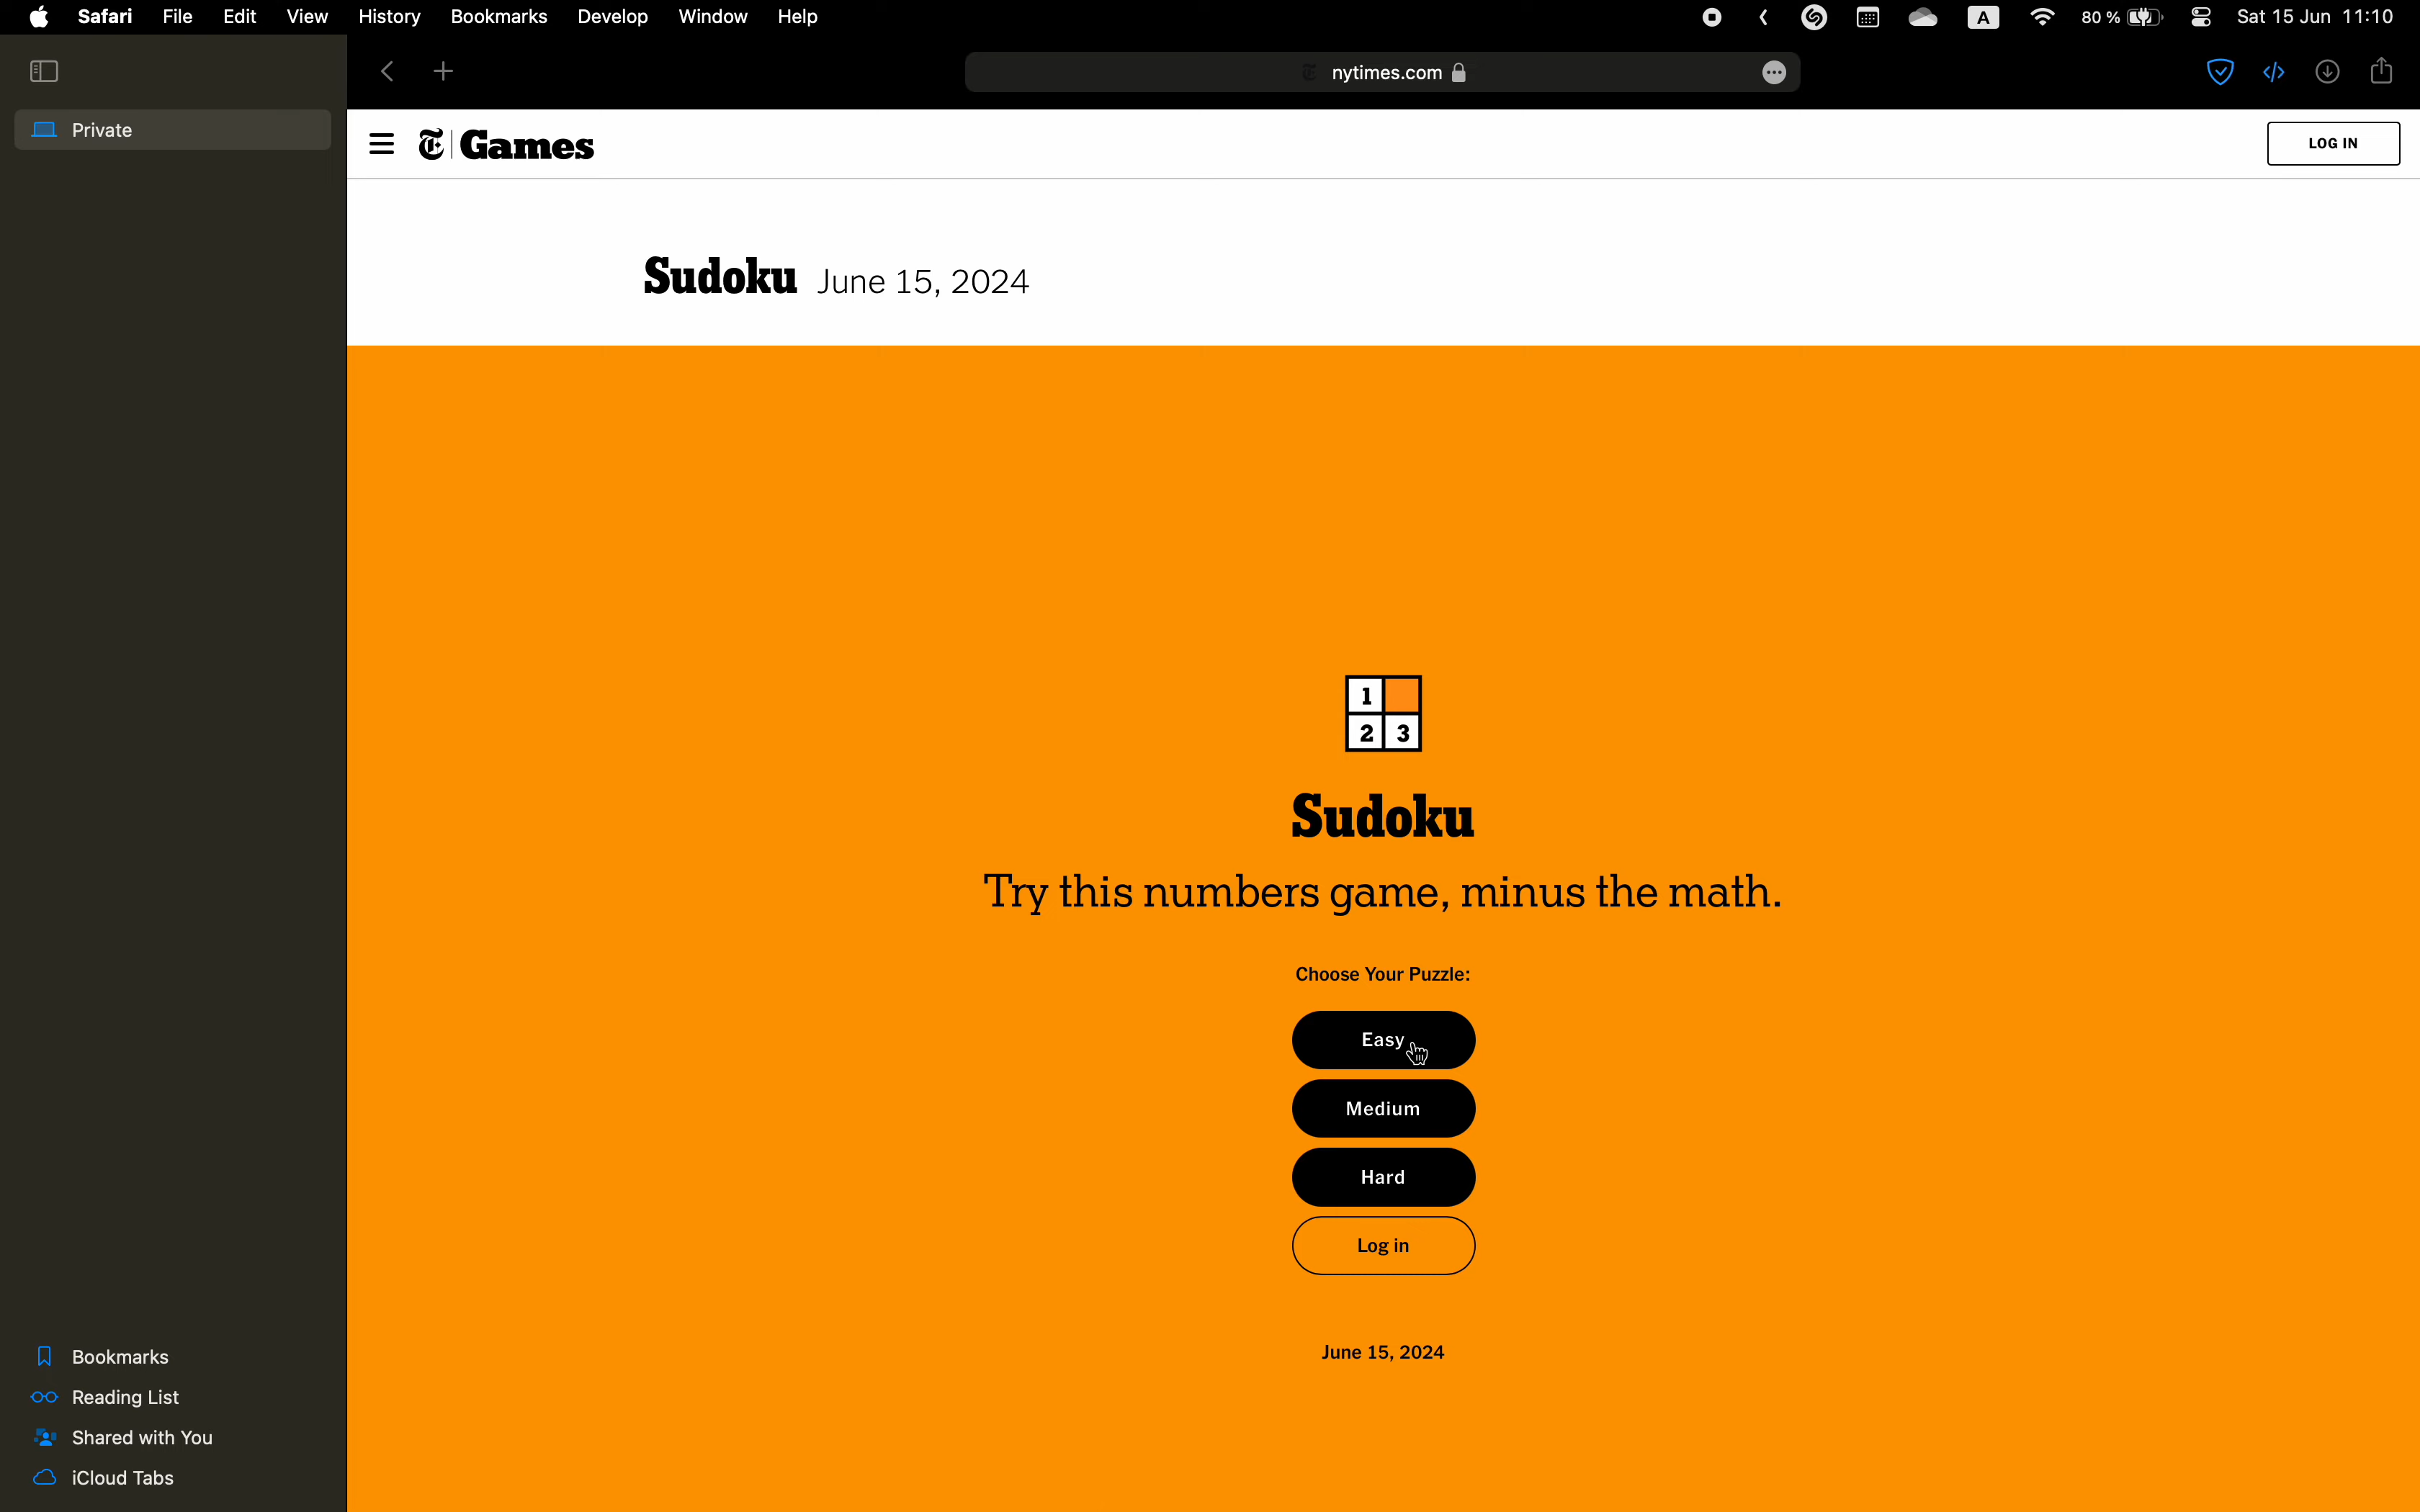 Safari File Edit View History Bookmarks Develop Window Help A 80 % Sat 15 Jun 11:10
nytimes.com
Private
T Games LOG IN
Sudoku June 15, 2024
1
2 3
Sudoku
Try this numbers game, minus the math.
Choose Your Puzzle:
Easy
Medium
Hard
Log in
June 15, 2024
Bookmarks
Reading List
Shared with You
iCloud Tabs